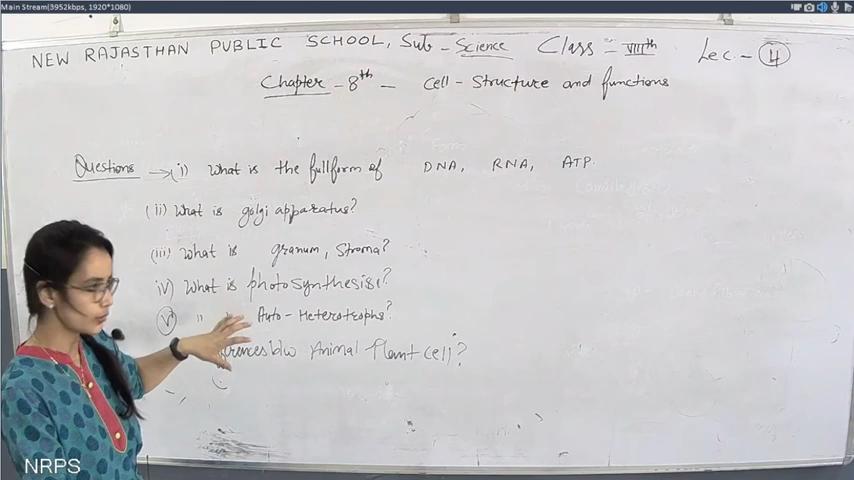 Main Stream(3952kbps, 1920*1080)
NEW RAJASTHAN PUBLIC SCHOOL, Sub - Science Class = VIIIth Lec. - 4
Chapter - 8th - Cell - Structure and functions
Questions → (i) What is the fullform of DNA, RNA, ATP.
(ii) What is golgi apparatus?
(iii) What is granum, Stroma?
iv) What is photosynthesis?
V) " " Auto - Heterotrophs?
b/w Animal Plant cell?
NRPS